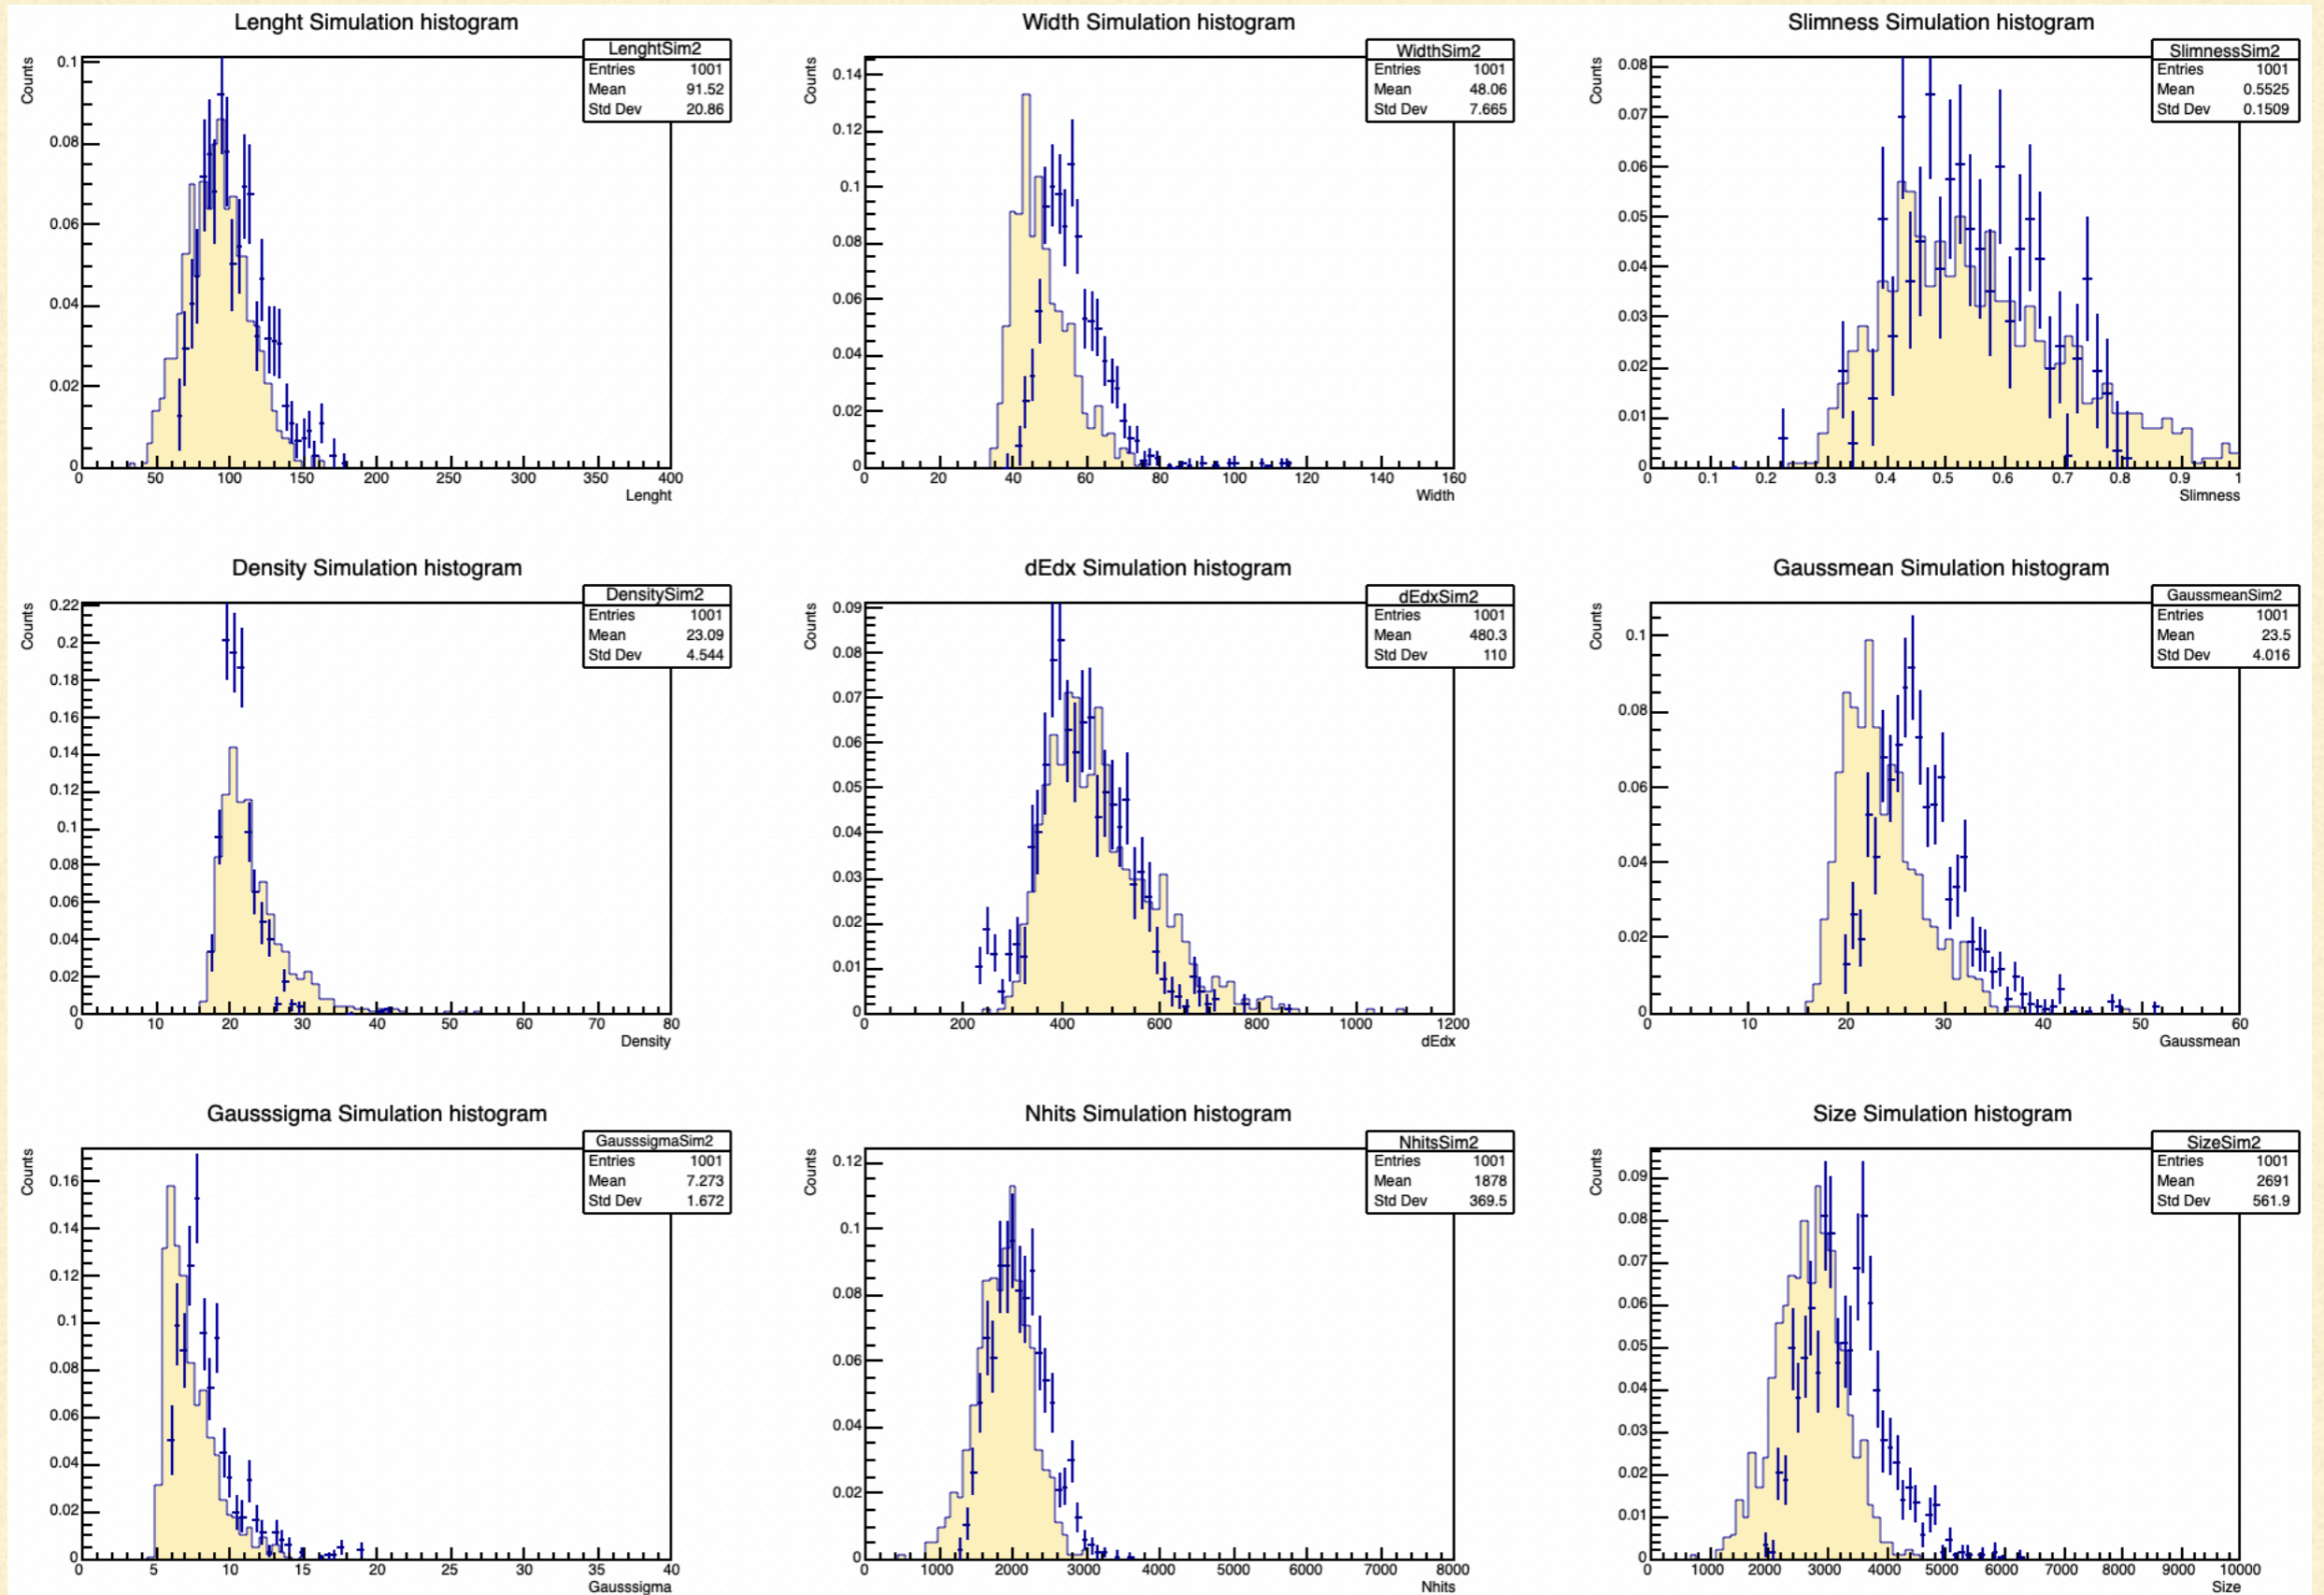 Lenght Simulation histogram
Counts
LenghtSim2
Entries 1001
Mean 91.52
Std Dev 20.86
0.1
0.08
0.06
0.04
0.02
0
0 50 100 150 200 250 300 350 400
Lenght
Width Simulation histogram
Counts
WidthSim2
Entries 1001
Mean 48.06
Std Dev 7.665
0.14
0.12
0.1
0.08
0.06
0.04
0.02
0
0 20 40 60 80 100 120 140 160
Width
Slimness Simulation histogram
Counts
SlimnessSim2
Entries 1001
Mean 0.5525
Std Dev 0.1509
0.08
0.07
0.06
0.05
0.04
0.03
0.02
0.01
0
0 0.1 0.2 0.3 0.4 0.5 0.6 0.7 0.8 0.9 1
Slimness
Density Simulation histogram
Counts
DensitySim2
Entries 1001
Mean 23.09
Std Dev 4.544
0.22
0.2
0.18
0.16
0.14
0.12
0.1
0.08
0.06
0.04
0.02
0
0 10 20 30 40 50 60 70 80
Density
dEdx Simulation histogram
Counts
dEdxSim2
Entries 1001
Mean 480.3
Std Dev 110
0.09
0.08
0.07
0.06
0.05
0.04
0.03
0.02
0.01
0
0 200 400 600 800 1000 1200
dEdx
Gaussmean Simulation histogram
Counts
GaussmeanSim2
Entries 1001
Mean 23.5
Std Dev 4.016
0.1
0.08
0.06
0.04
0.02
0
0 10 20 30 40 50 60
Gaussmean
Gausssigma Simulation histogram
Counts
GausssigmaSim2
Entries 1001
Mean 7.273
Std Dev 1.672
0.16
0.14
0.12
0.1
0.08
0.06
0.04
0.02
0
0 5 10 15 20 25 30 35 40
Gausssigma
Nhits Simulation histogram
Counts
NhitsSim2
Entries 1001
Mean 1878
Std Dev 369.5
0.12
0.1
0.08
0.06
0.04
0.02
0
0 1000 2000 3000 4000 5000 6000 7000 8000
Nhits
Size Simulation histogram
Counts
SizeSim2
Entries 1001
Mean 2691
Std Dev 561.9
0.09
0.08
0.07
0.06
0.05
0.04
0.03
0.02
0.01
0
0 1000 2000 3000 4000 5000 6000 7000 8000 9000 10000
Size